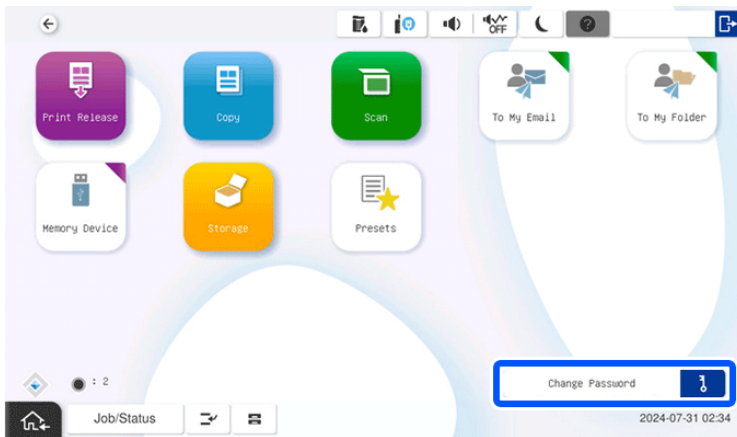 OFF
?
Print Release
Copy
Scan
To My Email
To My Folder
Memory Device
Storage
Presets
: 2
Change Password
Job/Status
2024-07-31 02:34